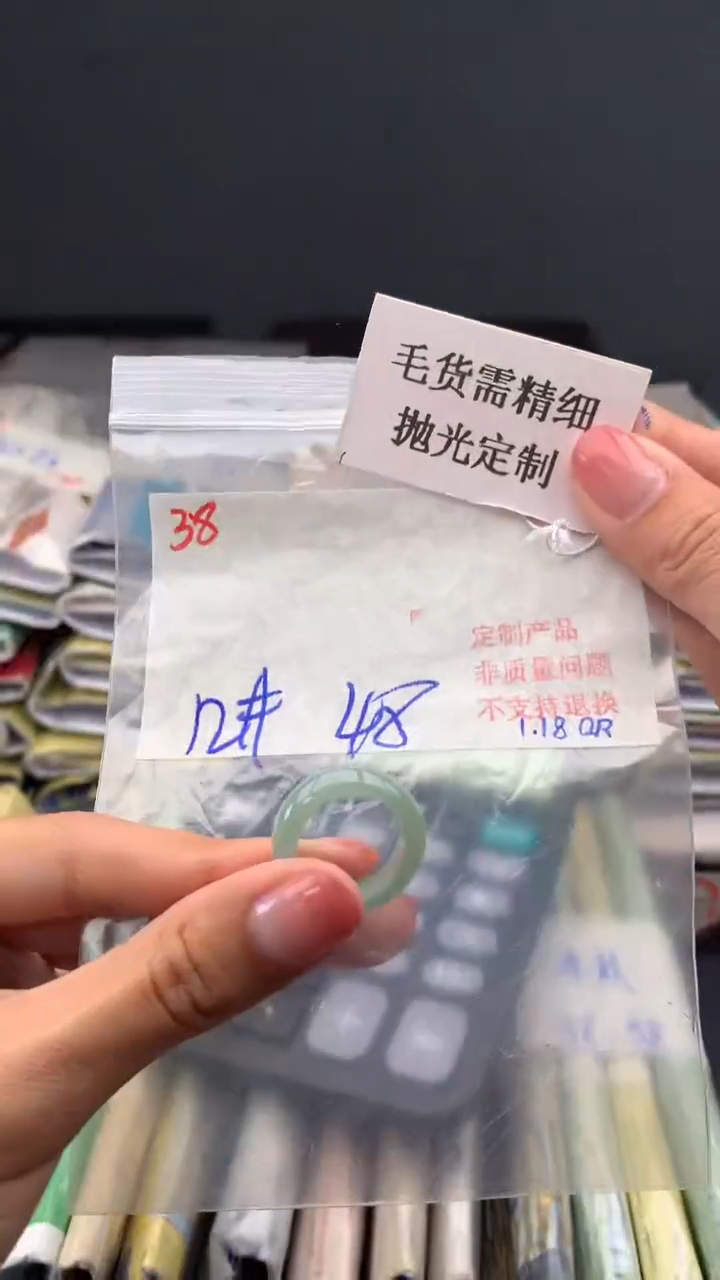 毛货需精细
抛光定制
38
定制产品
非质量问题
不支持退换
48
1.18 QR